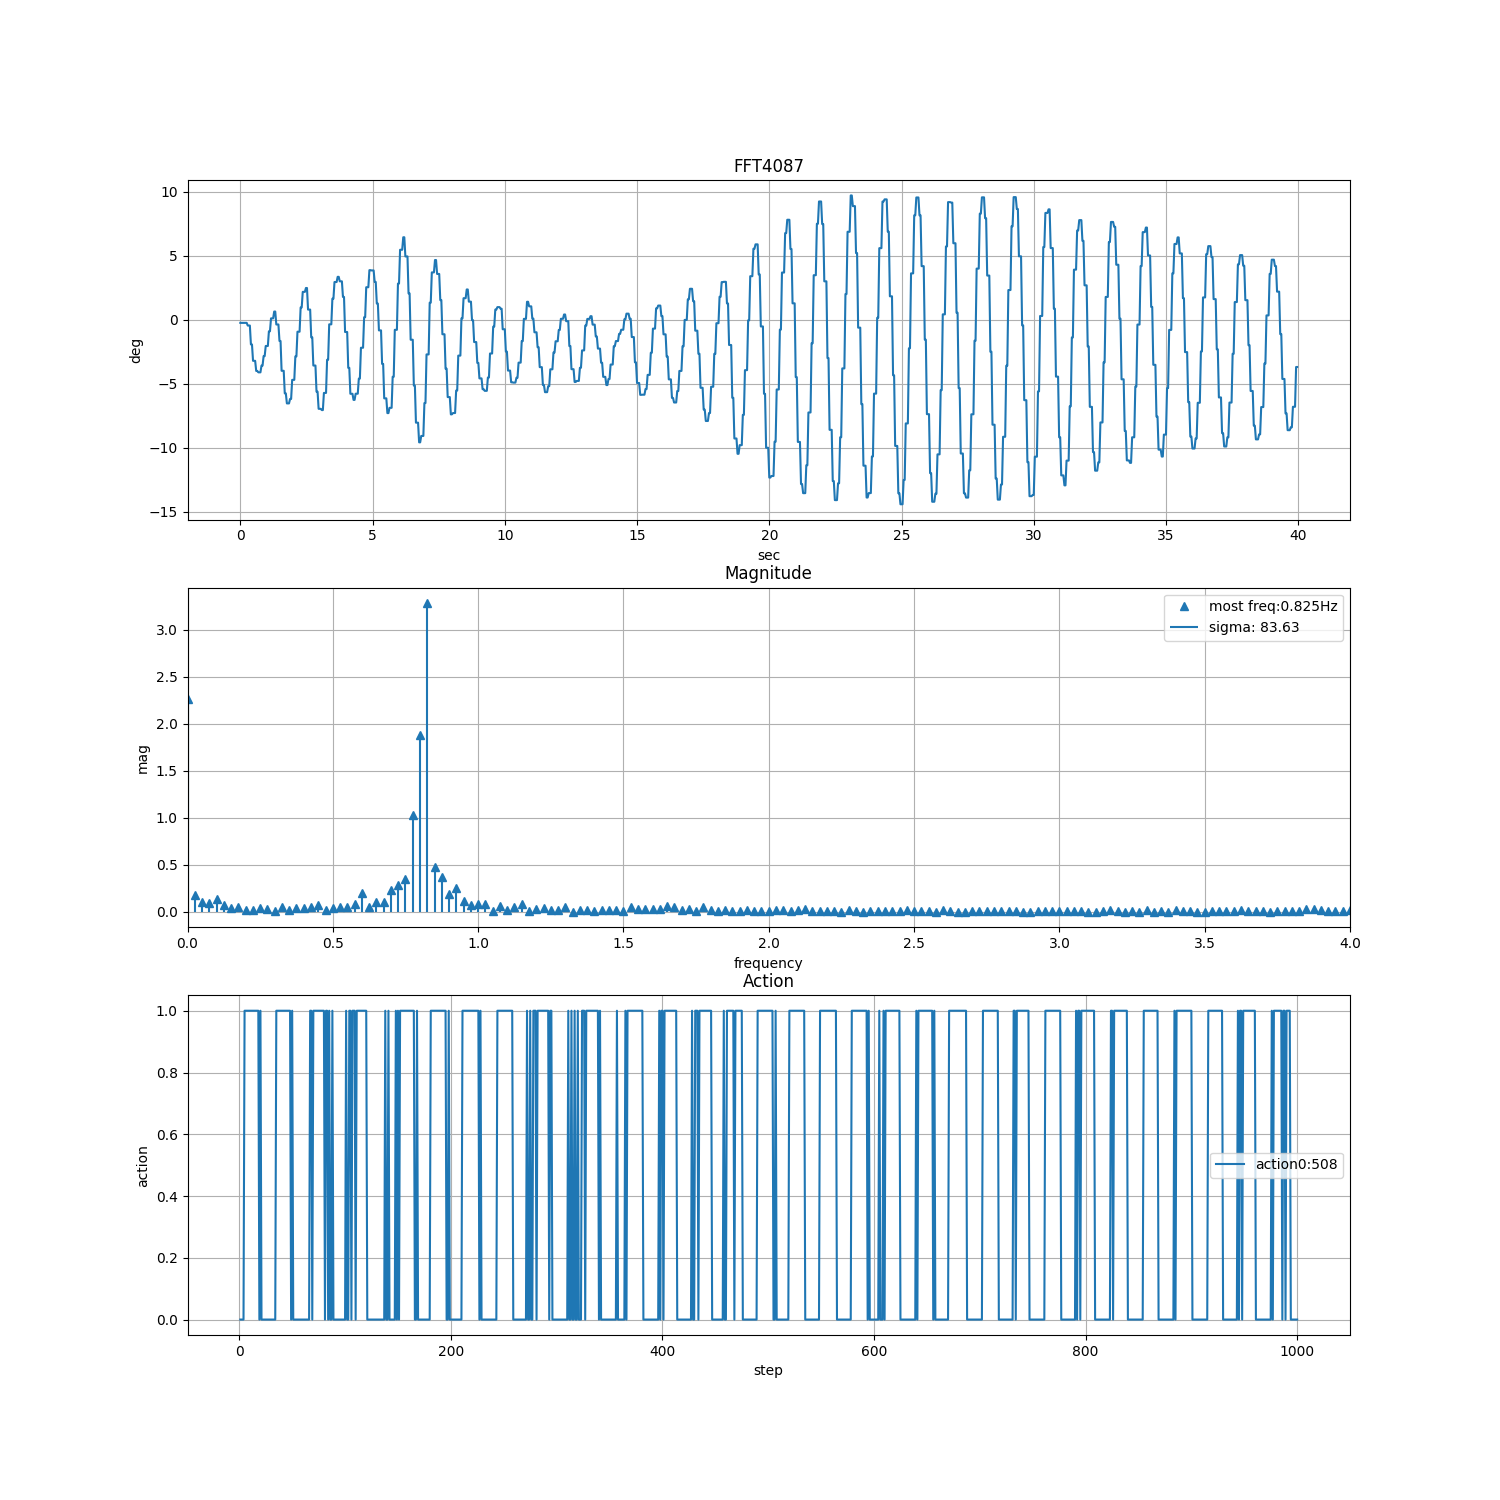 FFT4087
10
5
0
−5
−10
−15
deg
0 5 10 15 20 25 30 35 40
sec
Magnitude
most freq:0.825Hz
sigma: 83.63
3.0
2.5
2.0
1.5
1.0
0.5
0.0
mag
0.0 0.5 1.0 1.5 2.0 2.5 3.0 3.5 4.0
frequency
Action
1.0
0.8
0.6
0.4
0.2
0.0
action
action0:508
0 200 400 600 800 1000
step